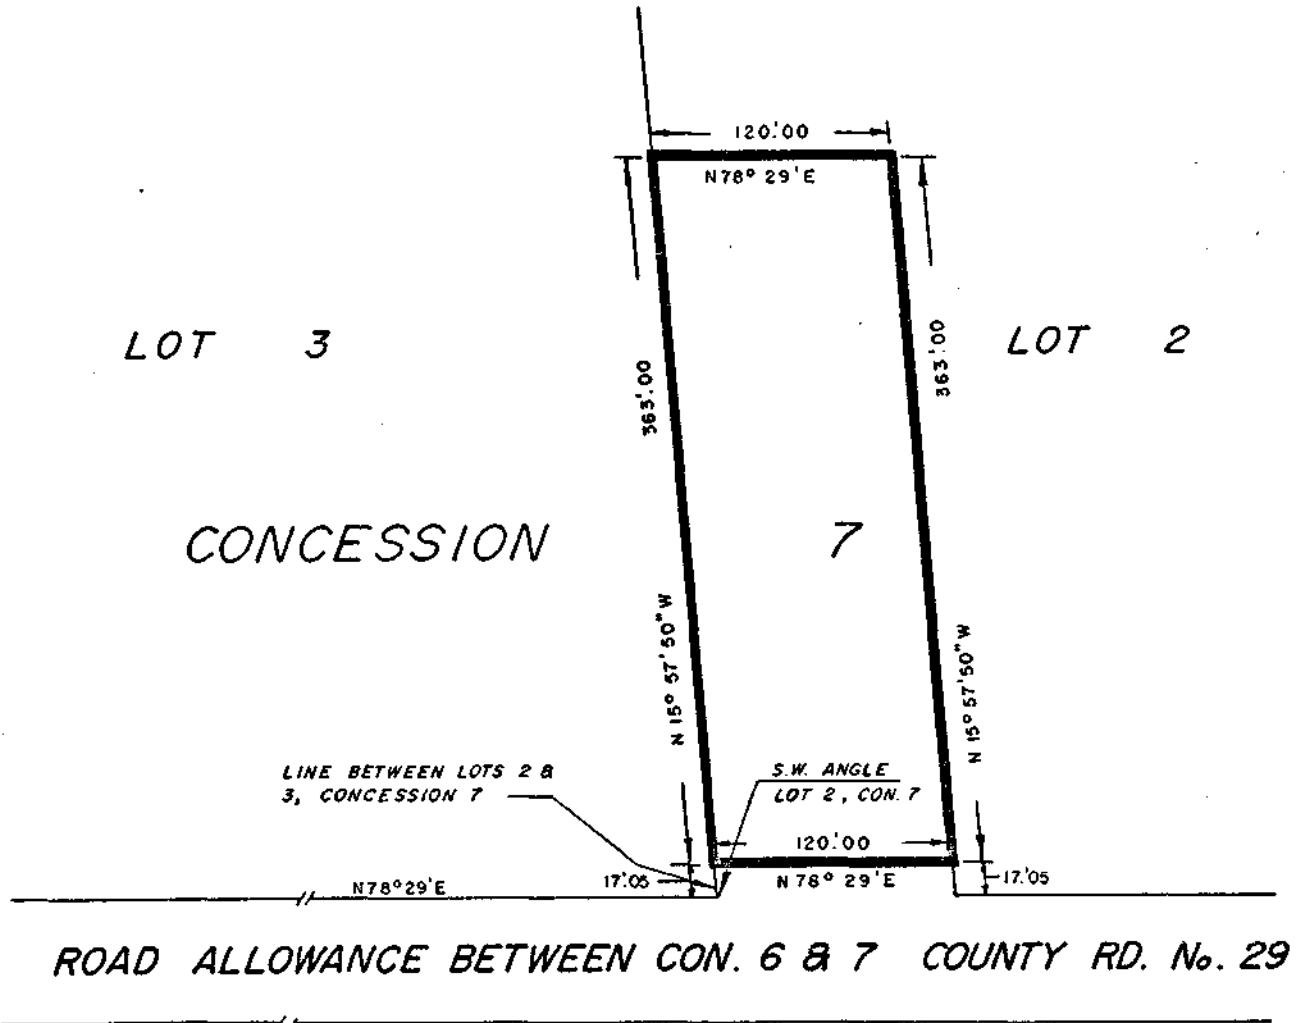 120.'00
N78° 29'E
LOT 3
LOT 2
363'.00
363'.00
CONCESSION 7
N 15° 57' 50" W
N 15° 57' 50" W
LINE BETWEEN LOTS 2 &
3, CONCESSION 7
S.W. ANGLE
LOT 2, CON. 7
120.'00
N78° 29'E
17.'05
N 78° 29'E
17.'05
ROAD ALLOWANCE BETWEEN CON. 6 & 7 COUNTY RD. No. 29